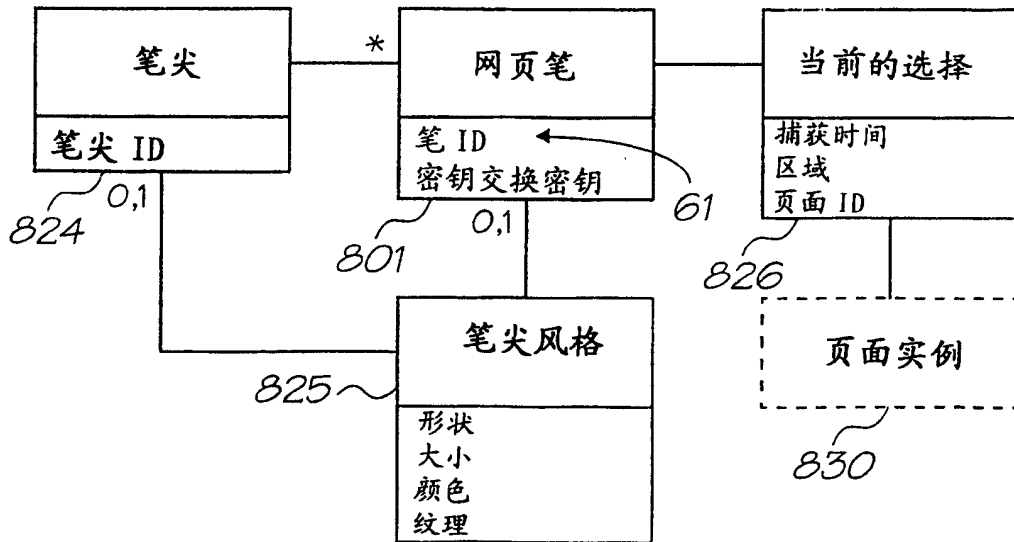 笔尖
笔尖 ID
824
0,1
*
网页笔
笔 ID
密钥交换密钥
61
801
0,1
当前的选择
捕获时间
区域
页面 ID
826
笔尖风格
825
形状
大小
颜色
纹理
页面实例
830